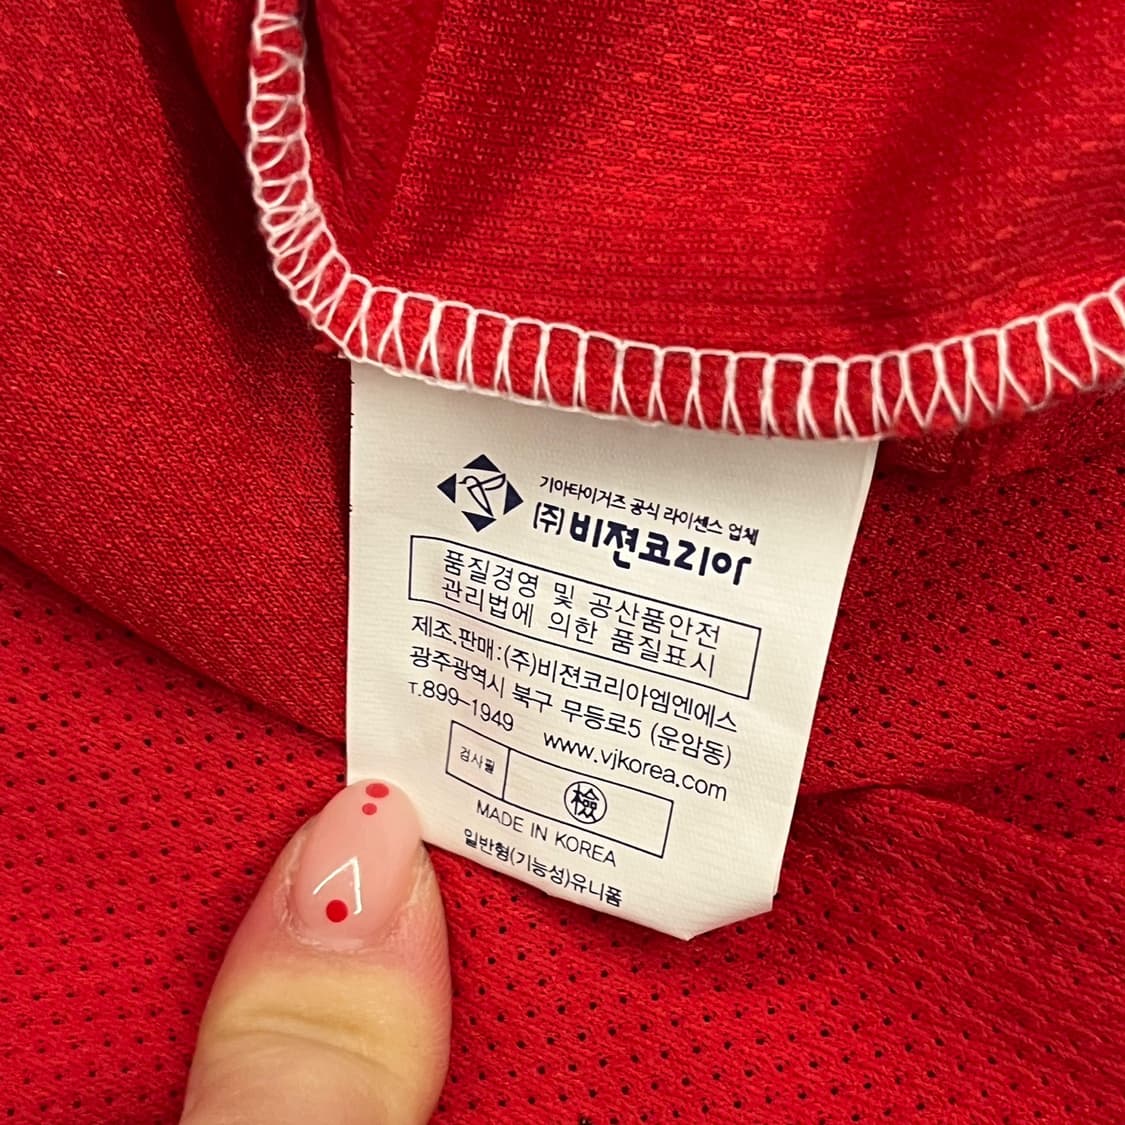 기아타이거즈 공식 라이센스 업체
(주)비젼코리아
품질경영 및 공산품안전
관리법에 의한 품질표시
제조.판매:(주)비젼코리아엠엔에스
광주광역시 북구 무등로5 (운암동)
T.899-1949 www.vjkorea.com
검사필 檢
MADE IN KOREA
일반형(기능성)유니폼